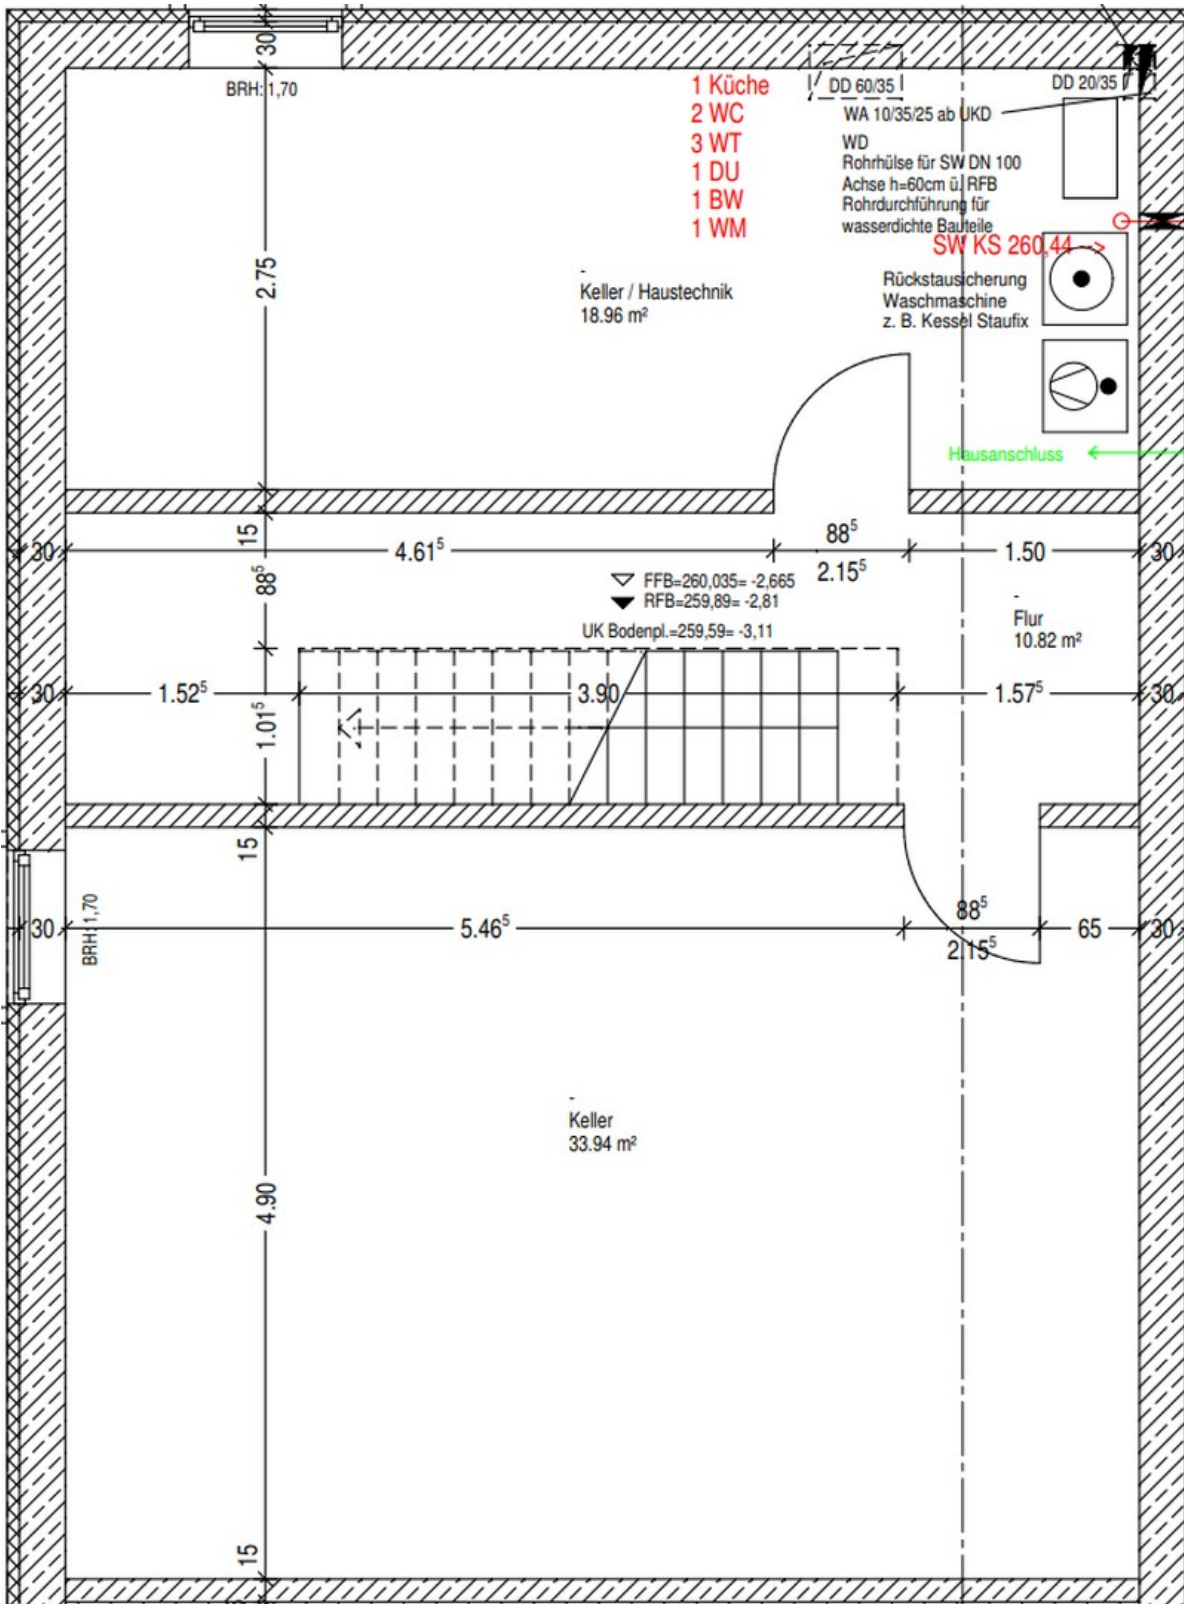 30
BRH: 1,70
1 Küche
2 WC
3 WT
1 DU
1 BW
1 WM
DD 60/35
DD 20/35
WA 10/35/25 ab UKD
WD
Rohrhülse für SW DN 100
Achse h=60cm ü. RFB
Rohrdurchführung für
wasserdichte Bauteile
SW KS 260,44 -->
2.75
-
Keller / Haustechnik
18.96 m²
Rückstausicherung
Waschmaschine
z. B. Kessel Staufix
Hausanschluss
15
30
4.61⁵
88⁵
2.15⁵
1.50
30
88⁵
FFB=260,035= -2,665
RFB=259,89= -2,81
UK Bodenpl.=259,59= -3,11
-
Flur
10.82 m²
30
1.52⁵
3.90
1.57⁵
30
1.01⁵
15
30
BRH: 1,70
5.46⁵
88⁵
2.15⁵
65
30
-
Keller
33.94 m²
4.90
15